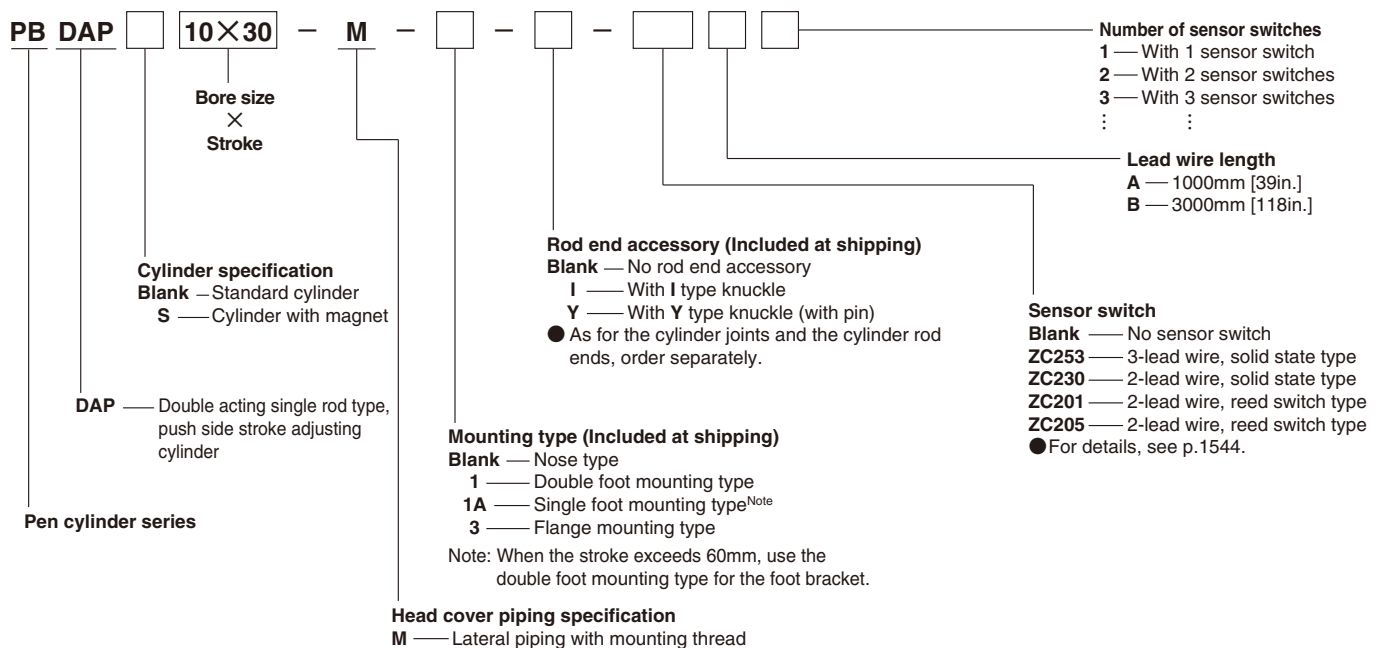 PB DAP 10×30 – M – – –
Bore size
×
Stroke
Number of sensor switches
1 — With 1 sensor switch
2 — With 2 sensor switches
3 — With 3 sensor switches
⋮ ⋮
Lead wire length
A — 1000mm [39in.]
B — 3000mm [118in.]
Sensor switch
Blank — No sensor switch
ZC253 — 3-lead wire, solid state type
ZC230 — 2-lead wire, solid state type
ZC201 — 2-lead wire, reed switch type
ZC205 — 2-lead wire, reed switch type
●For details, see p.1544.
Rod end accessory (Included at shipping)
Blank — No rod end accessory
I — With I type knuckle
Y — With Y type knuckle (with pin)
● As for the cylinder joints and the cylinder rod
ends, order separately.
Cylinder specification
Blank – Standard cylinder
S — Cylinder with magnet
DAP — Double acting single rod type,
push side stroke adjusting
cylinder
Mounting type (Included at shipping)
Blank — Nose type
1 — Double foot mounting type
1A — Single foot mounting type Note
3 — Flange mounting type
Note: When the stroke exceeds 60mm, use the
double foot mounting type for the foot bracket.
Pen cylinder series
Head cover piping specification
M — Lateral piping with mounting thread